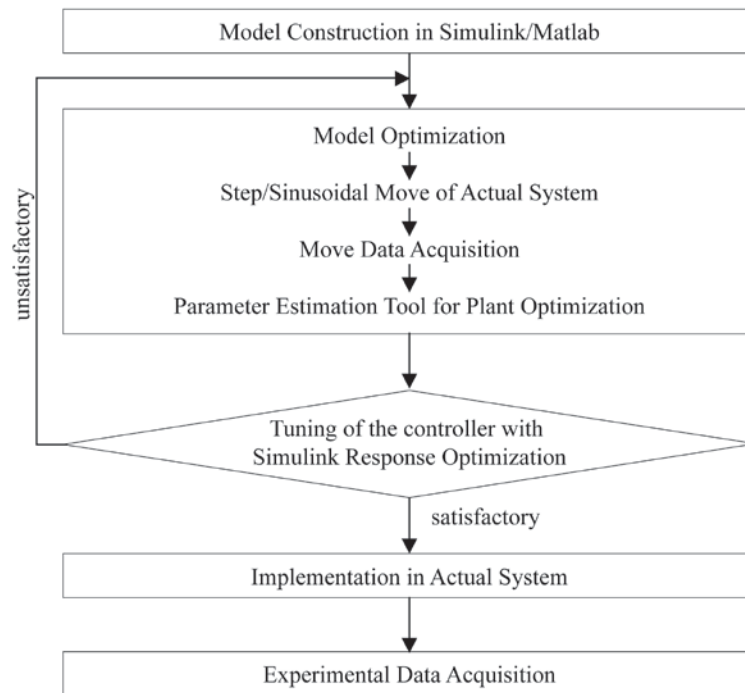 Model Construction in Simulink/Matlab
Model Optimization
Step/Sinusoidal Move of Actual System
Move Data Acquisition
Parameter Estimation Tool for Plant Optimization
unsatisfactory
Tuning of the controller with
Simulink Response Optimization
satisfactory
Implementation in Actual System
Experimental Data Acquisition